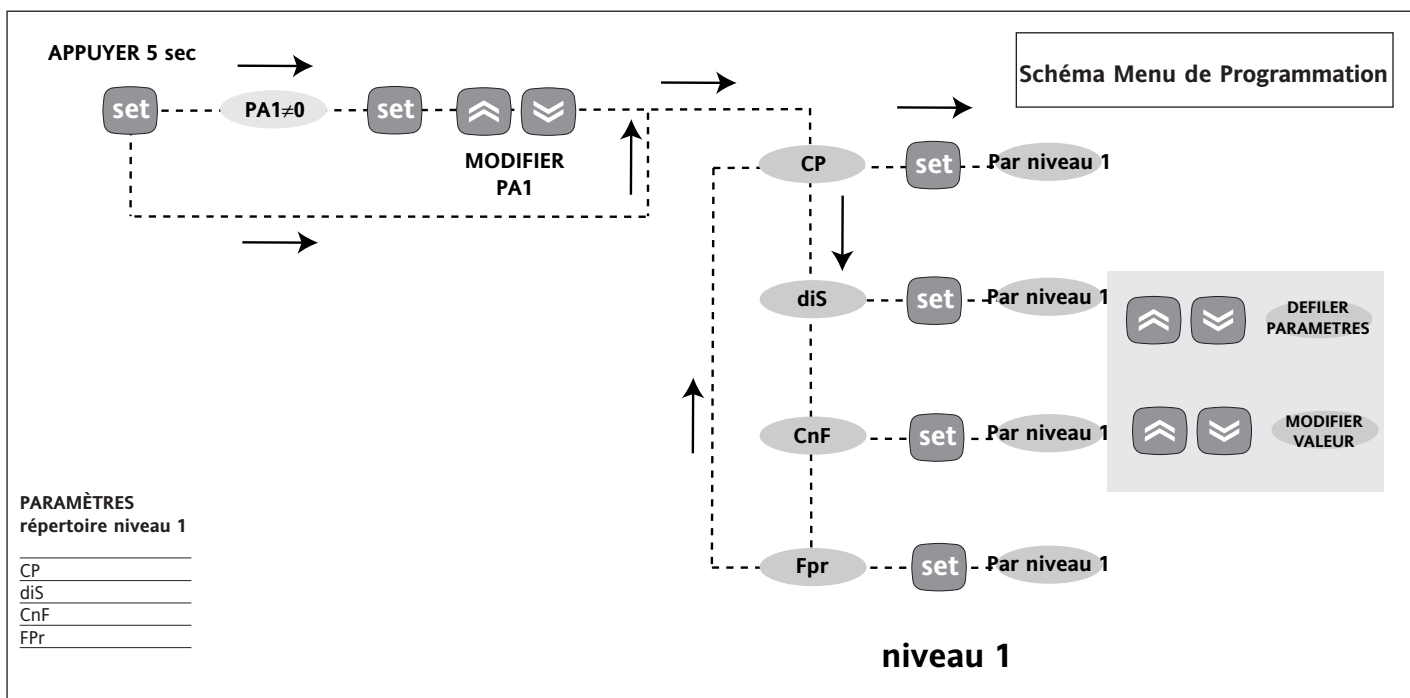 APPUYER 5 sec
Schéma Menu de Programmation
set
PA1≠0
set
MODIFIER
PA1
CP
set
Par niveau 1
diS
set
Par niveau 1
DEFILER
PARAMETRES
CnF
set
Par niveau 1
MODIFIER
VALEUR
Fpr
set
Par niveau 1
PARAMÈTRES
répertoire niveau 1
CP
diS
CnF
FPr
niveau 1